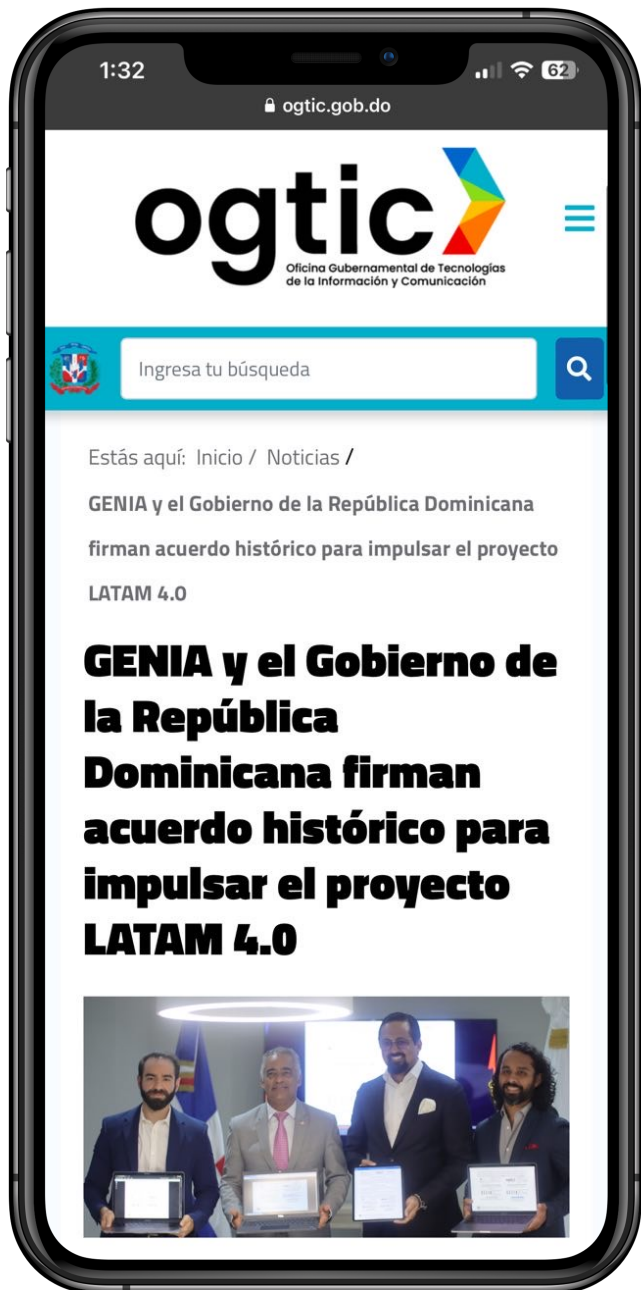 1:32
62
ogtic.gob.do
ogtic
Oficina Gubernamental de Tecnologías
de la Información y Comunicación
Ingresa tu búsqueda
Estás aquí: Inicio / Noticias /
GENIA y el Gobierno de la República Dominicana
firman acuerdo histórico para impulsar el proyecto
LATAM 4.0
GENIA y el Gobierno de
la República
Dominicana firman
acuerdo histórico para
impulsar el proyecto
LATAM 4.0